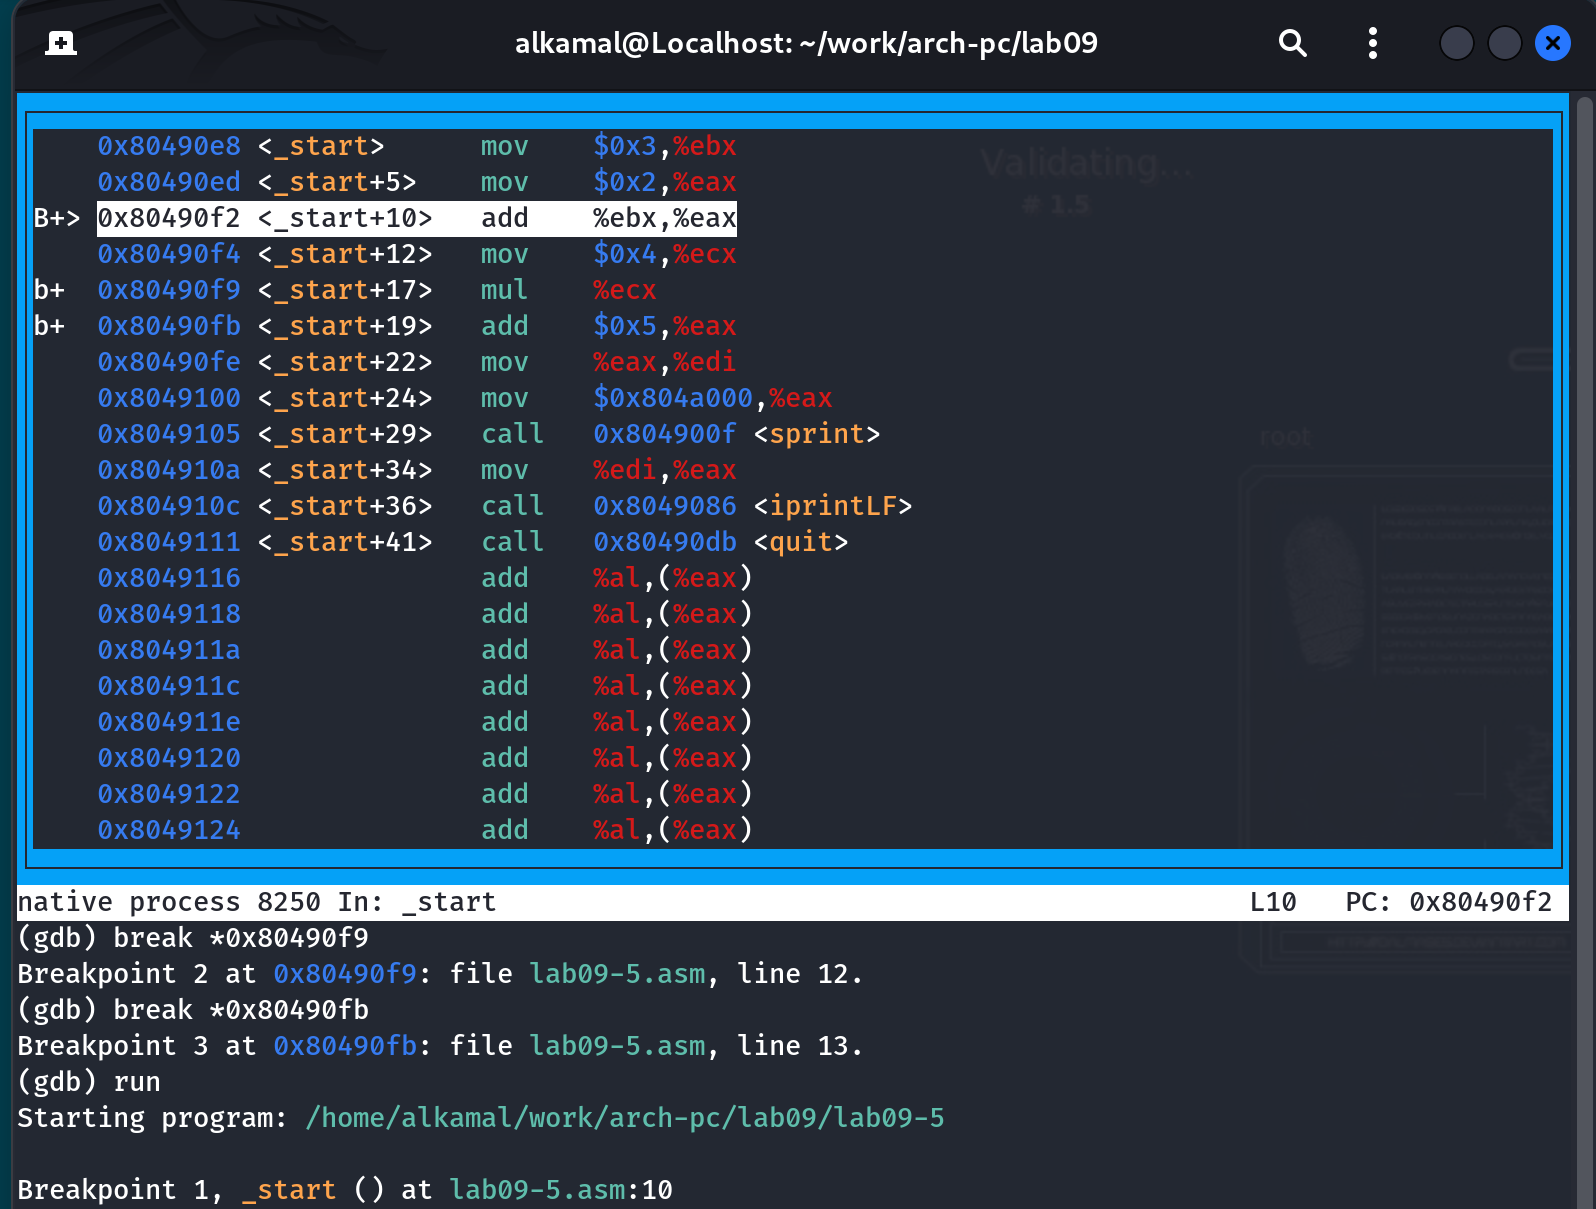 alkamal@Localhost: ~/work/arch-pc/lab09
0x80490e8 <_start> mov $0x3,%ebx
0x80490ed <_start+5> mov $0x2,%eax
B+> 0x80490f2 <_start+10> add %ebx,%eax
0x80490f4 <_start+12> mov $0x4,%ecx
b+ 0x80490f9 <_start+17> mul %ecx
b+ 0x80490fb <_start+19> add $0x5,%eax
0x80490fe <_start+22> mov %eax,%edi
0x8049100 <_start+24> mov $0x804a000,%eax
0x8049105 <_start+29> call 0x804900f <sprint>
0x804910a <_start+34> mov %edi,%eax
0x804910c <_start+36> call 0x8049086 <iprintLF>
0x8049111 <_start+41> call 0x80490db <quit>
0x8049116 add %al,(%eax)
0x8049118 add %al,(%eax)
0x804911a add %al,(%eax)
0x804911c add %al,(%eax)
0x804911e add %al,(%eax)
0x8049120 add %al,(%eax)
0x8049122 add %al,(%eax)
0x8049124 add %al,(%eax)
Validating...
# 1.5
root
native process 8250 In: _start L10 PC: 0x80490f2
(gdb) break *0x80490f9
Breakpoint 2 at 0x80490f9: file lab09-5.asm, line 12.
(gdb) break *0x80490fb
Breakpoint 3 at 0x80490fb: file lab09-5.asm, line 13.
(gdb) run
Starting program: /home/alkamal/work/arch-pc/lab09/lab09-5
Breakpoint 1, _start () at lab09-5.asm:10